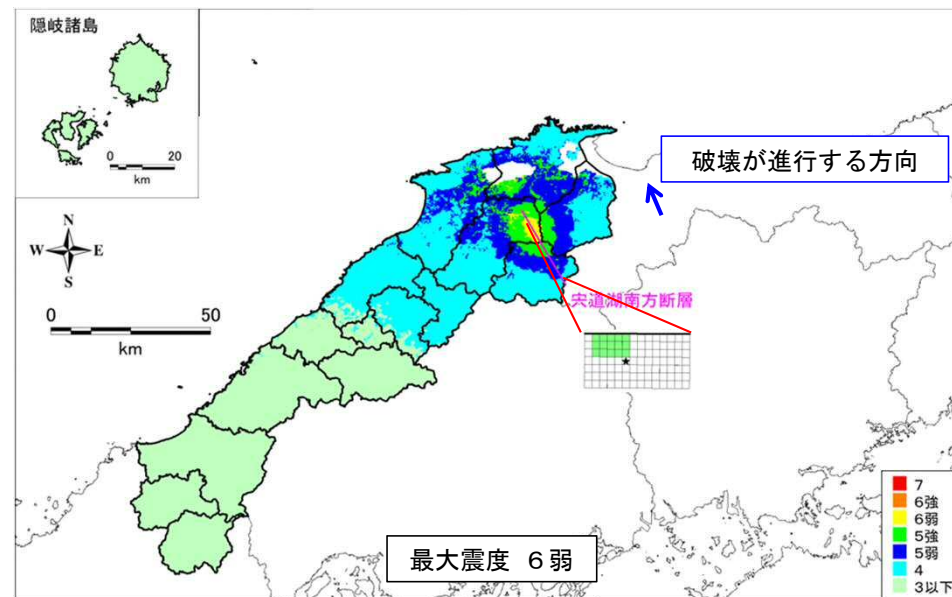 隠岐諸島
0 20
km
破壊が進行する方向
N
W E
S
0 50
km
宍道湖南方断層
最大震度 6弱
7
6強
6弱
5強
5弱
4
3以下